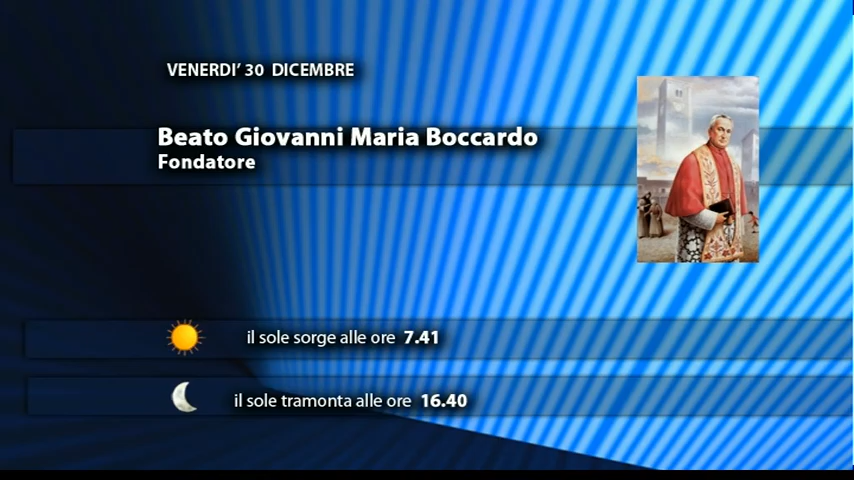 VENERDI’ 30 DICEMBRE
Beato Giovanni Maria Boccardo
Fondatore
il sole sorge alle ore 7.41
il sole tramonta alle ore 16.40